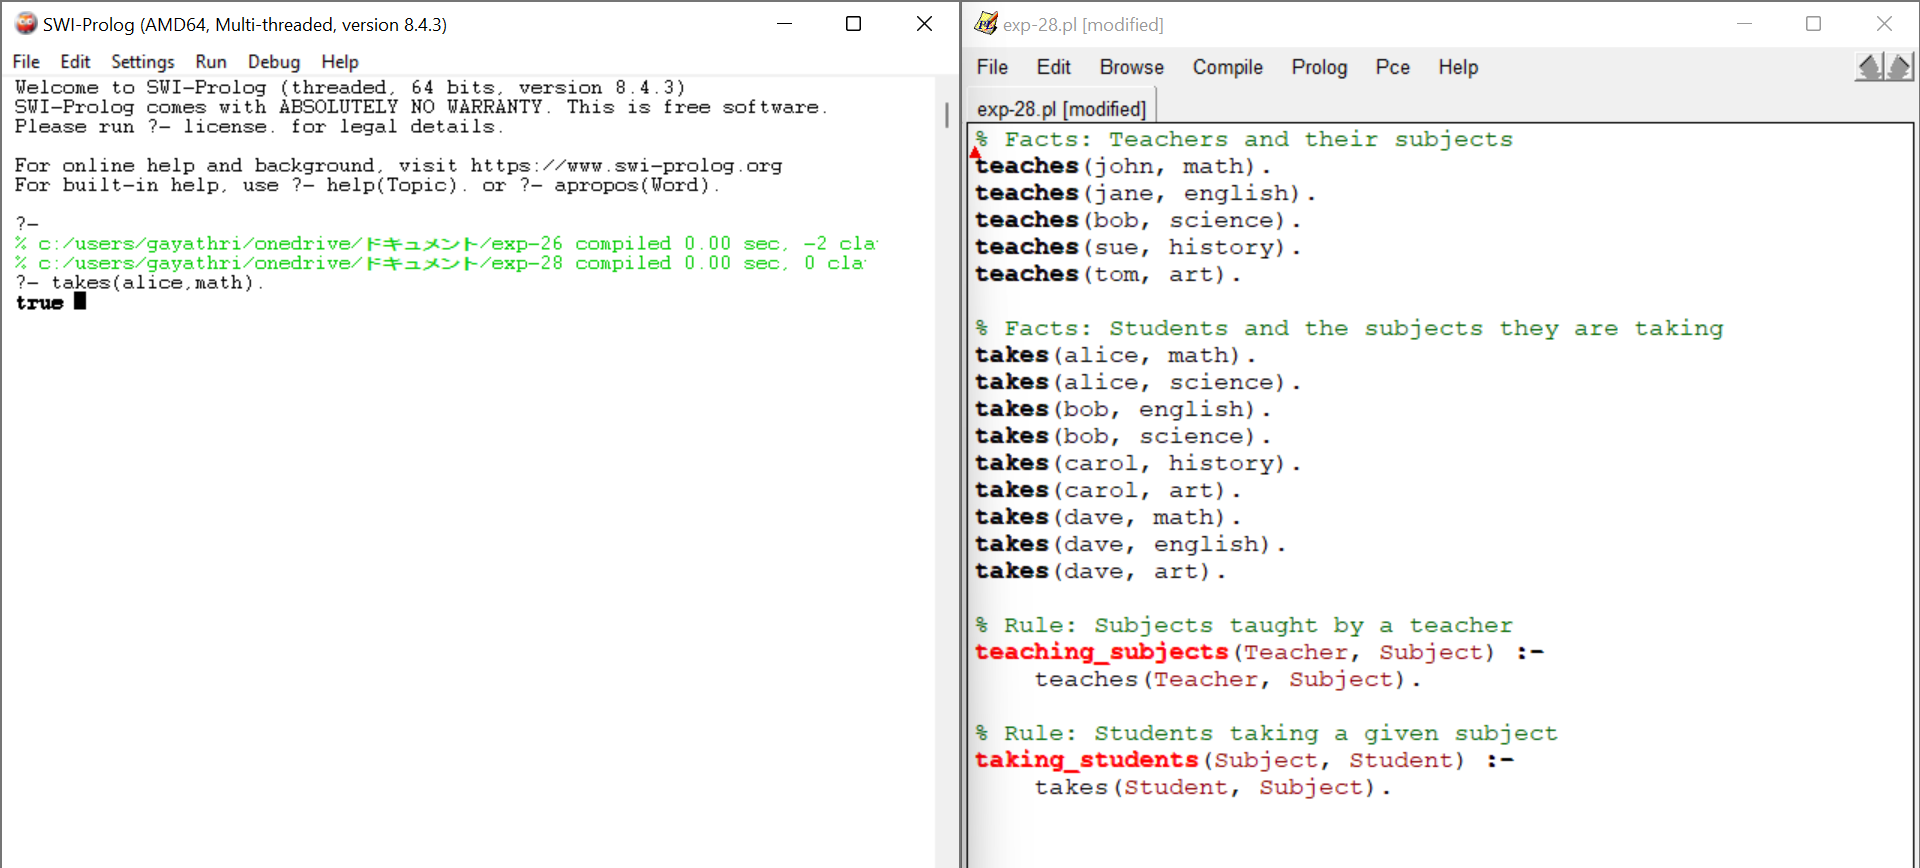 SWI-Prolog (AMD64, Multi-threaded, version 8.4.3)
File Edit Settings Run Debug Help
Welcome to SWI-Prolog (threaded, 64 bits, version 8.4.3)
SWI-Prolog comes with ABSOLUTELY NO WARRANTY. This is free software.
Please run ?- license. for legal details.
For online help and background, visit https://www.swi-prolog.org
For built-in help, use ?- help(Topic). or ?- apropos(Word).
?-
% c:/users/gayathri/onedrive/ドキュメント/exp-26 compiled 0.00 sec, -2 cla
% c:/users/gayathri/onedrive/ドキュメント/exp-28 compiled 0.00 sec, 0 cla
?- takes(alice,math).
true
exp-28.pl [modified]
File Edit Browse Compile Prolog Pce Help
exp-28.pl [modified]
% Facts: Teachers and their subjects
teaches(john, math).
teaches(jane, english).
teaches(bob, science).
teaches(sue, history).
teaches(tom, art).
% Facts: Students and the subjects they are taking
takes(alice, math).
takes(alice, science).
takes(bob, english).
takes(bob, science).
takes(carol, history).
takes(carol, art).
takes(dave, math).
takes(dave, english).
takes(dave, art).
% Rule: Subjects taught by a teacher
teaching_subjects(Teacher, Subject) :-
teaches(Teacher, Subject).
% Rule: Students taking a given subject
taking_students(Subject, Student) :-
takes(Student, Subject).